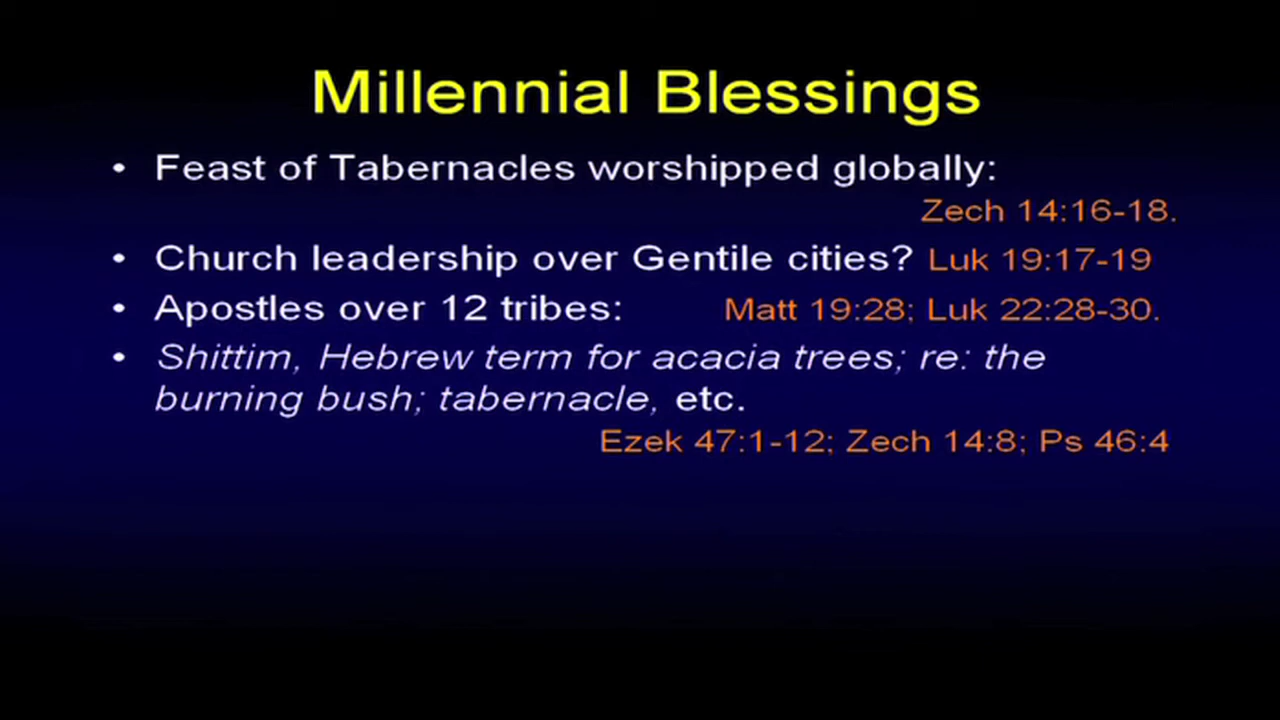 Millennial Blessings
• Feast of Tabernacles worshipped globally:
Zech 14:16-18.
• Church leadership over Gentile cities? Luk 19:17-19
• Apostles over 12 tribes: Matt 19:28; Luk 22:28-30.
• Shittim, Hebrew term for acacia trees; re: the
burning bush; tabernacle, etc.
Ezek 47:1-12; Zech 14:8; Ps 46:4